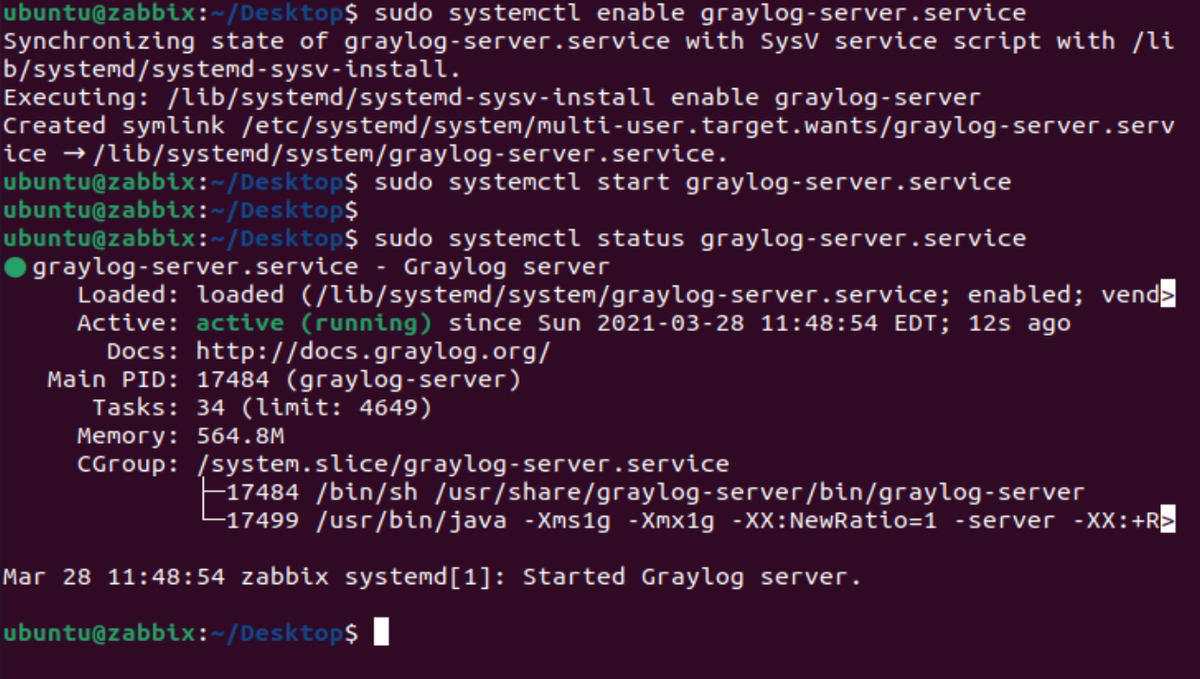 ubuntu@zabbix:~/Desktop$ sudo systemctl enable graylog-server.service
Synchronizing state of graylog-server.service with SysV service script with /li
b/systemd/systemd-sysv-install.
Executing: /lib/systemd/systemd-sysv-install enable graylog-server
Created symlink /etc/systemd/system/multi-user.target.wants/graylog-server.serv
ice → /lib/systemd/system/graylog-server.service.
ubuntu@zabbix:~/Desktop$ sudo systemctl start graylog-server.service
ubuntu@zabbix:~/Desktop$
ubuntu@zabbix:~/Desktop$ sudo systemctl status graylog-server.service
● graylog-server.service - Graylog server
     Loaded: loaded (/lib/systemd/system/graylog-server.service; enabled; vend>
     Active: active (running) since Sun 2021-03-28 11:48:54 EDT; 12s ago
       Docs: http://docs.graylog.org/
   Main PID: 17484 (graylog-server)
      Tasks: 34 (limit: 4649)
     Memory: 564.8M
     CGroup: /system.slice/graylog-server.service
             ├─17484 /bin/sh /usr/share/graylog-server/bin/graylog-server
             └─17499 /usr/bin/java -Xms1g -Xmx1g -XX:NewRatio=1 -server -XX:+R>
Mar 28 11:48:54 zabbix systemd[1]: Started Graylog server.
ubuntu@zabbix:~/Desktop$